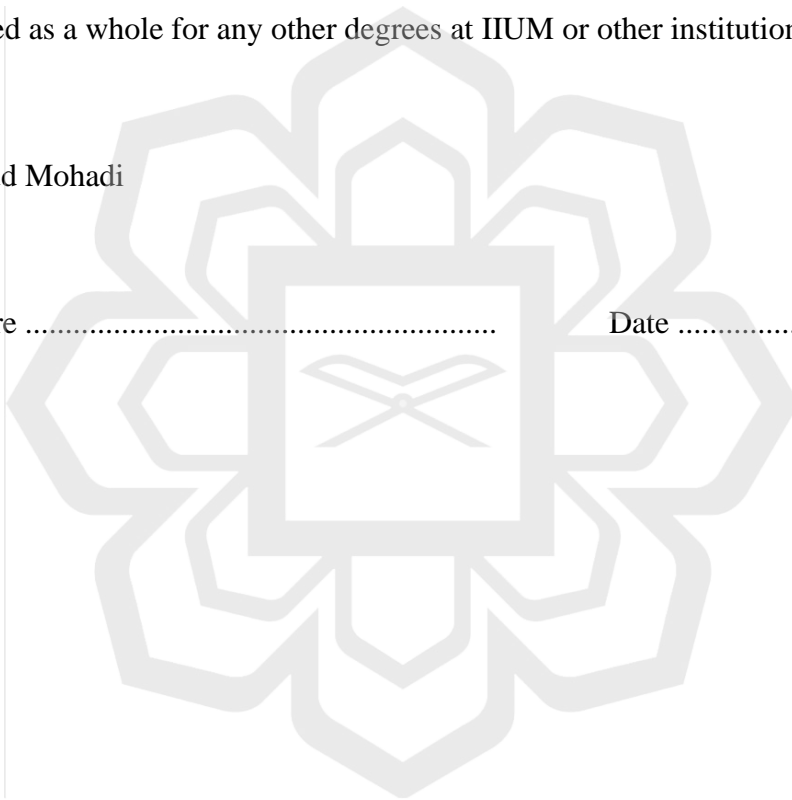 ed as a whole for any other degrees at IIUM or other institution
d Mohadi
re ........................................................... Date ...............